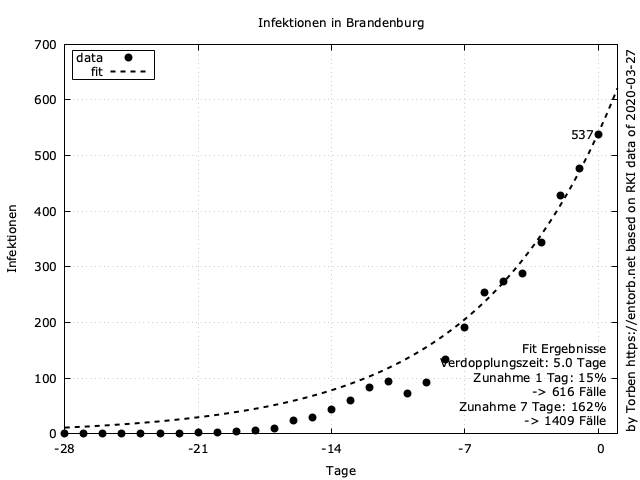 Infektionen in Brandenburg
700
600
500
400
300
200
100
0
Infektionen
data
fit
537
Fit Ergebnisse
Verdopplungszeit: 5.0 Tage
Zunahme 1 Tag: 15%
-> 616 Fälle
Zunahme 7 Tage: 162%
-> 1409 Fälle
-28 -21 -14 -7 0
Tage
by Torben https://entorb.net based on RKI data of 2020-03-27